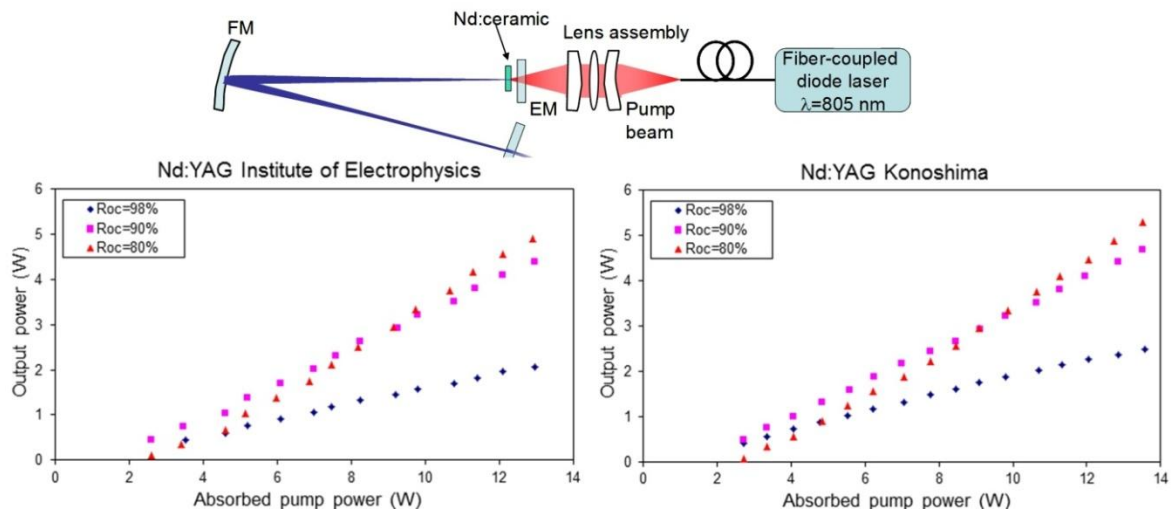 FM
Nd:ceramic
Lens assembly
EM
Pump
beam
Fiber-coupled
diode laser
λ=805 nm
Nd:YAG Institute of Electrophysics
Output power (W)
6
5
4
3
2
1
0
Roc=98%
Roc=90%
Roc=80%
0 2 4 6 8 10 12 14
Absorbed pump power (W)
Nd:YAG Konoshima
Output power (W)
6
5
4
3
2
1
0
Roc=98%
Roc=90%
Roc=80%
0 2 4 6 8 10 12 14
Absorbed pump power (W)